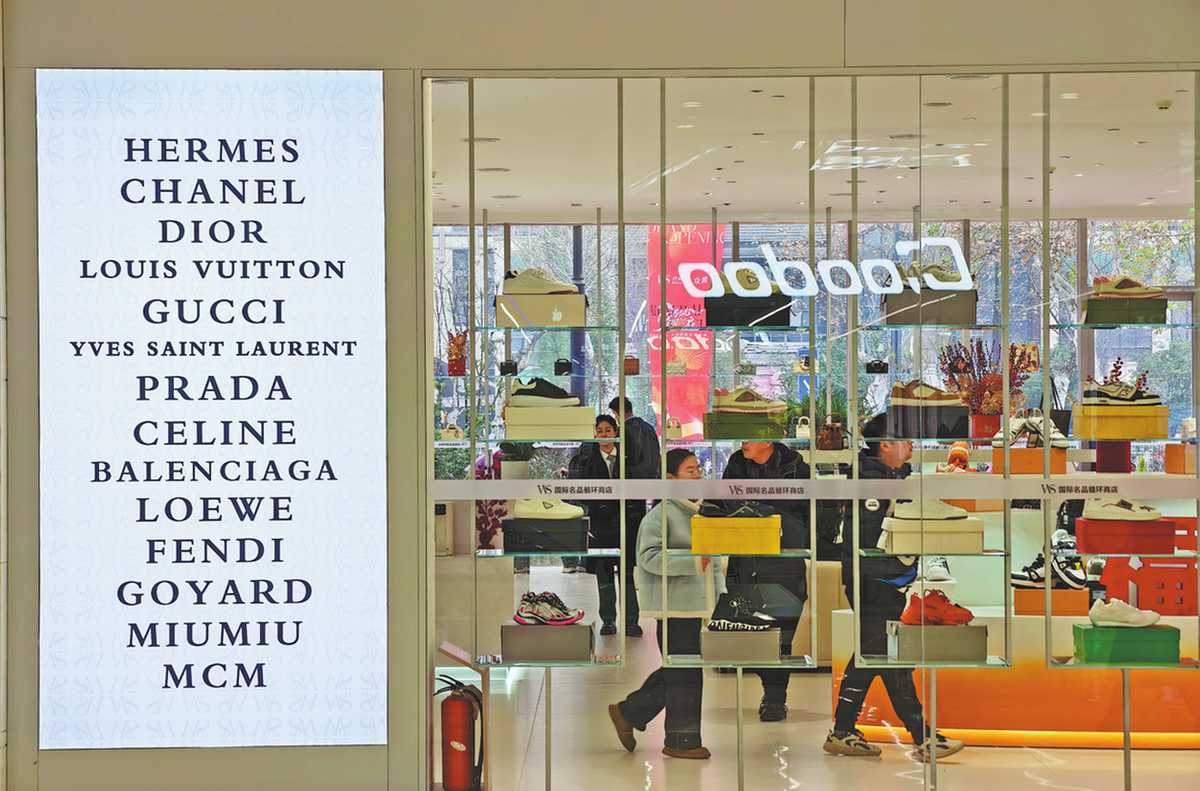 HERMES
CHANEL
DIOR
LOUIS VUITTON
GUCCI
YVES SAINT LAURENT
PRADA
CELINE
BALENCIAGA
LOEWE
FENDI
GOYARD
MIUMIU
MCM
OPENING
国际名品循环商店
国际名品循环商店
国际名品循环商店